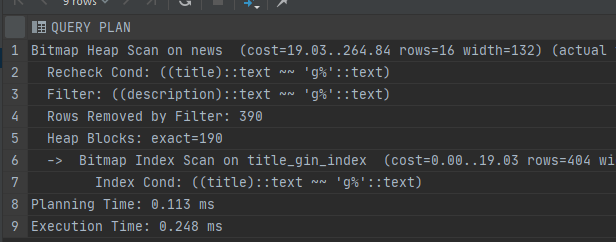 9 rows
QUERY PLAN
1 Bitmap Heap Scan on news  (cost=19.03..264.84 rows=16 width=132) (actual
2   Recheck Cond: ((title)::text ~~ 'g%'::text)
3   Filter: ((description)::text ~~ 'g%'::text)
4   Rows Removed by Filter: 390
5   Heap Blocks: exact=190
6   ->  Bitmap Index Scan on title_gin_index  (cost=0.00..19.03 rows=404 wi
7         Index Cond: ((title)::text ~~ 'g%'::text)
8 Planning Time: 0.113 ms
9 Execution Time: 0.248 ms